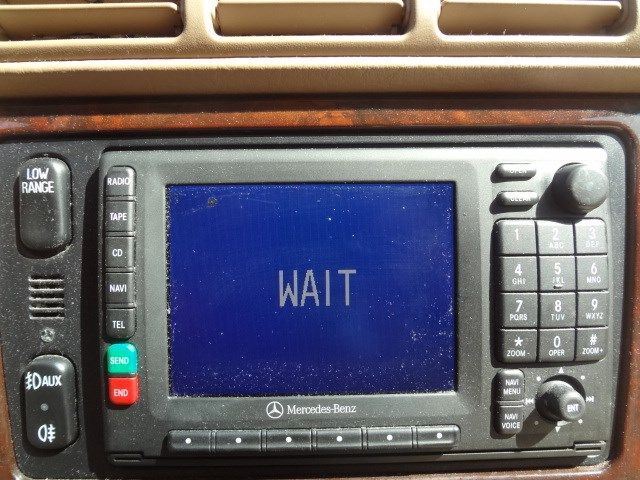 LOW
RANGE
RADIO
TAPE
CD
NAVI
TEL
SEND
END
AUX
WAIT
Mercedes-Benz
OPEN
CLEAR
1
2
ABC
3
DEF
4
GHI
5
JKL
6
MNO
7
PQRS
8
TUV
9
WXYZ
*
ZOOM-
0
OPER
#
ZOOM+
NAVI
MENU
NAVI
VOICE
ENT